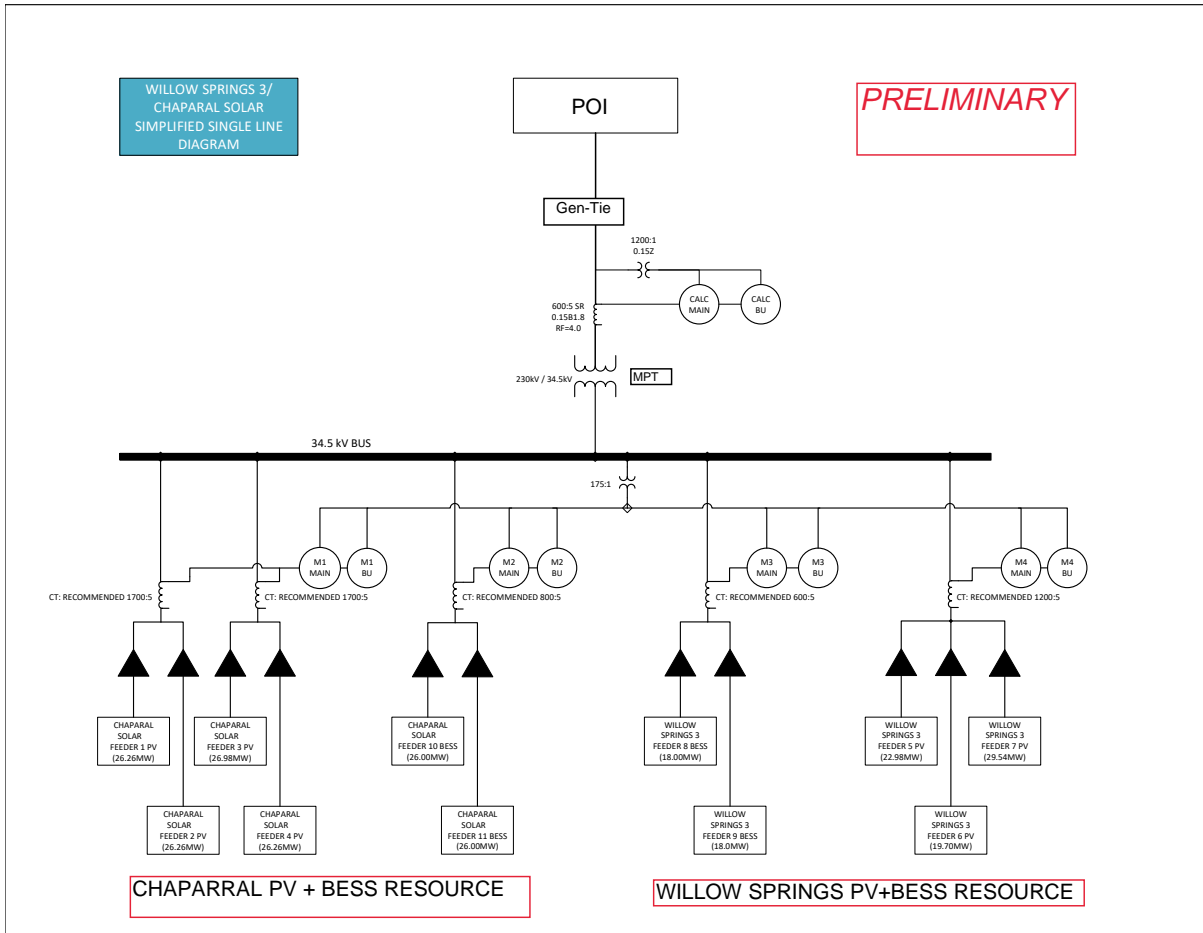 WILLOW SPRINGS 3/
CHAPARAL SOLAR
SIMPLIFIED SINGLE LINE
DIAGRAM
POI
PRELIMINARY
Gen-Tie
1200:1
0.15Z
CALC
MAIN
CALC
BU
600:5 SR
0.15B1.8
RF=4.0
230kV / 34.5kV
MPT
34.5 kV BUS
175:1
M1
MAIN
M1
BU
M2
MAIN
M2
BU
M3
MAIN
M3
BU
M4
MAIN
M4
BU
CT: RECOMMENDED 1700:5
CT: RECOMMENDED 1700:5
CT: RECOMMENDED 800:5
CT: RECOMMENDED 600:5
CT: RECOMMENDED 1200:5
CHAPARAL
SOLAR
FEEDER 1 PV
(26.26MW)
CHAPARAL
SOLAR
FEEDER 3 PV
(26.98MW)
CHAPARAL
SOLAR
FEEDER 10 BESS
(26.00MW)
WILLOW
SPRINGS 3
FEEDER 8 BESS
(18.00MW)
WILLOW
SPRINGS 3
FEEDER 5 PV
(22.98MW)
WILLOW
SPRINGS 3
FEEDER 7 PV
(29.54MW)
CHAPARAL
SOLAR
FEEDER 2 PV
(26.26MW)
CHAPARAL
SOLAR
FEEDER 4 PV
(26.26MW)
CHAPARAL
SOLAR
FEEDER 11 BESS
(26.00MW)
WILLOW
SPRINGS 3
FEEDER 9 BESS
(18.0MW)
WILLOW
SPRINGS 3
FEEDER 6 PV
(19.70MW)
CHAPARRAL PV + BESS RESOURCE
WILLOW SPRINGS PV+BESS RESOURCE